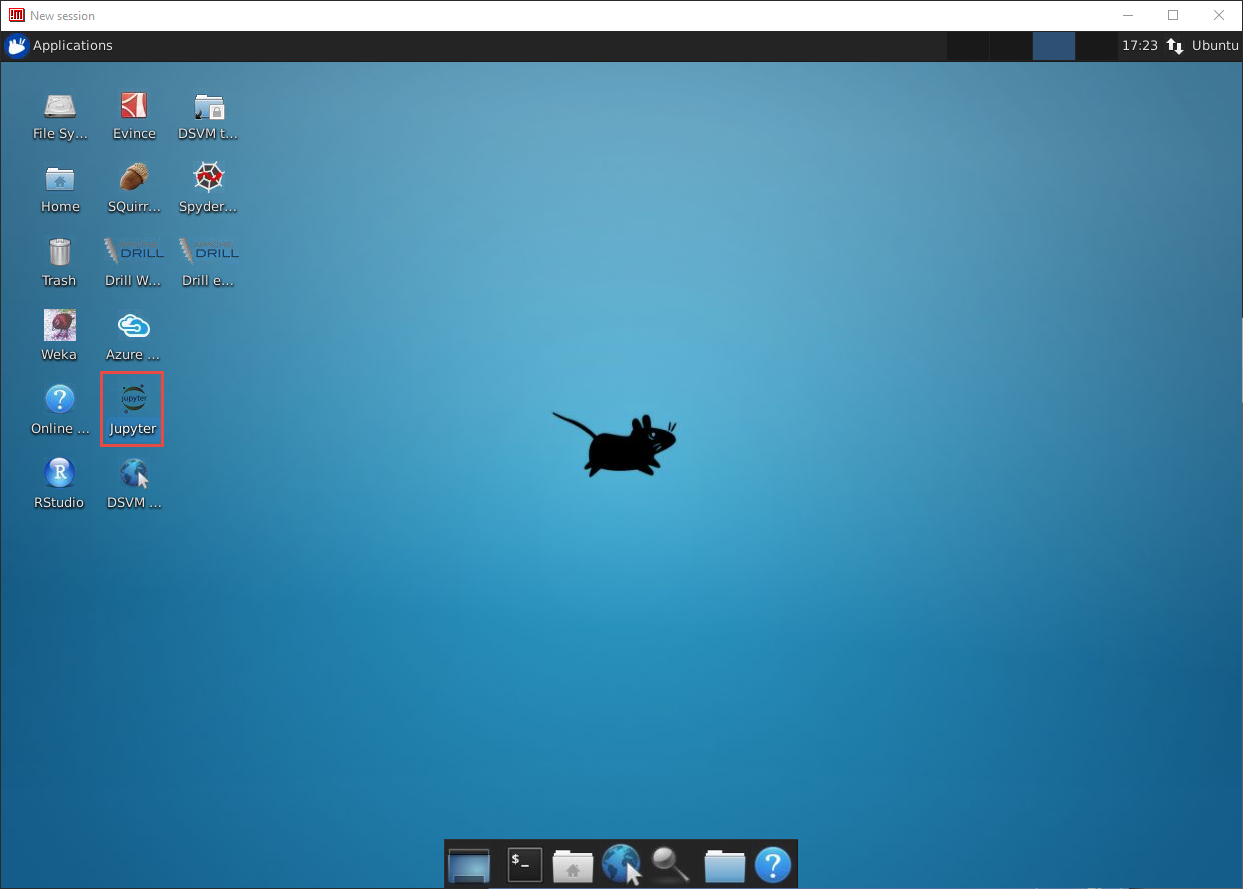 New session
Applications
17:23
Ubuntu
File Sy...
Evince
DSVM t...
Home
SQuirr...
Spyder...
Trash
DRILL
Drill W...
DRILL
Drill e...
Weka
Azure ...
?
Online ...
jupyter
Jupyter
R
RStudio
DSVM ...
$_
?